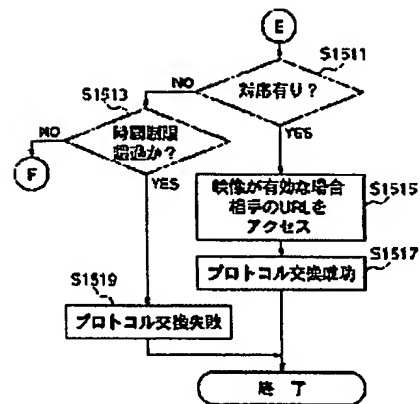 E
S1511
対応有り？
NO
YES
S1513
時間制限
超過か？
NO
F
YES
映像が有効な場合
相手のURLを
アクセス
S1515
プロトコル交換成功
S1517
S1519
プロトコル交換失敗
終 了